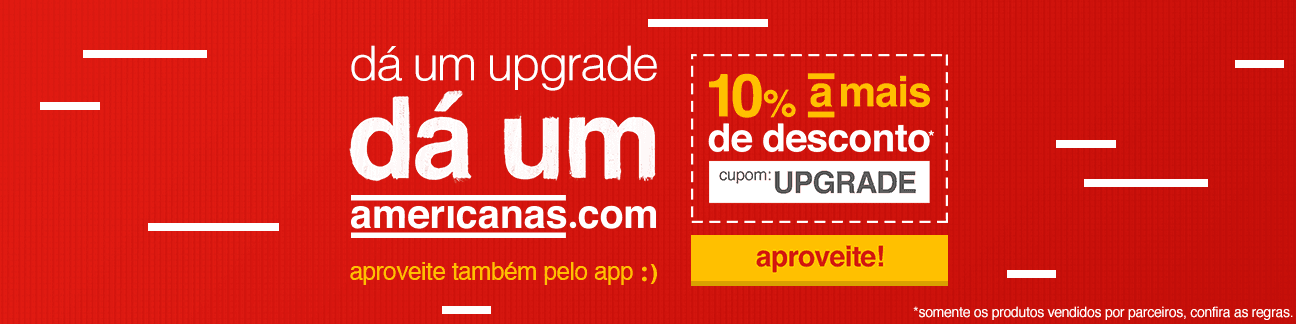 dá um upgrade
dá um
americanas.com
aproveite também pelo app :)
10% a mais
de desconto*
cupom: UPGRADE
aproveite!
*somente os produtos vendidos por parceiros, confira as regras.